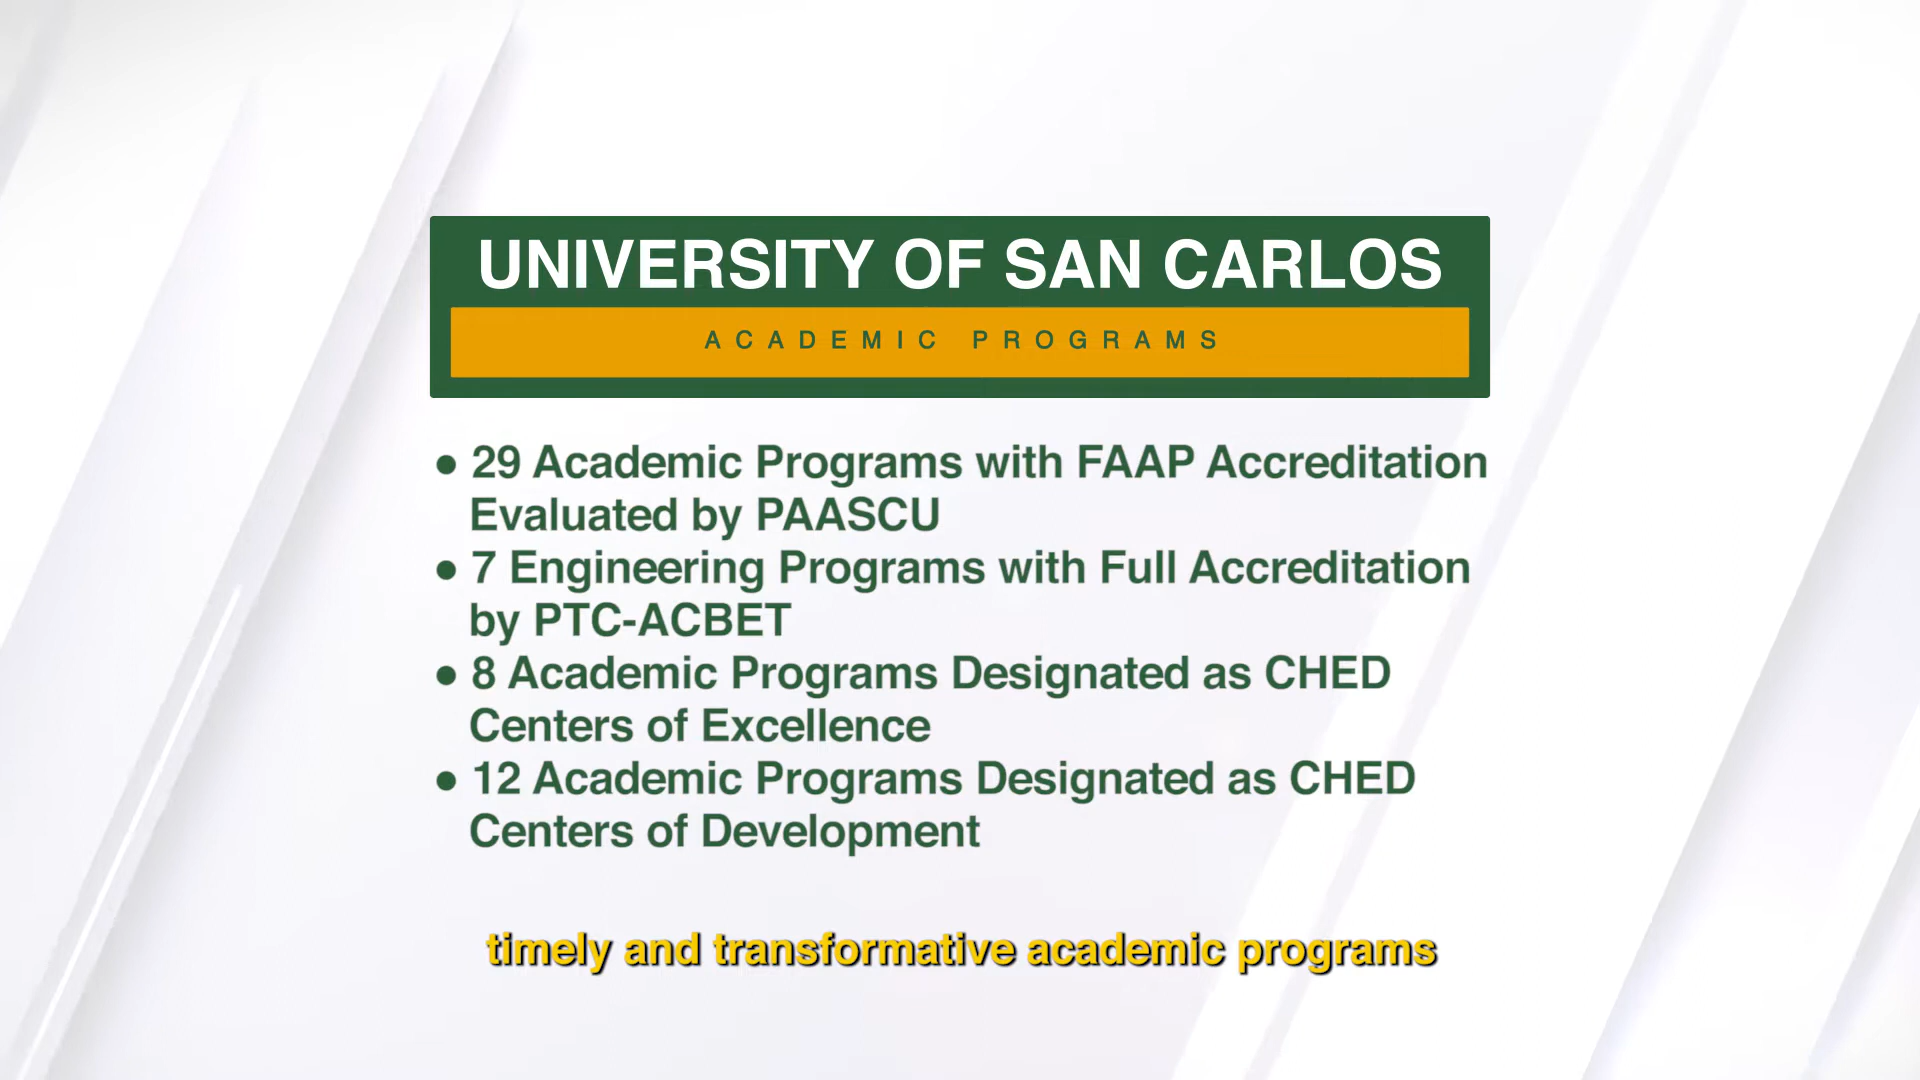 UNIVERSITY OF SAN CARLOS
ACADEMIC PROGRAMS
● 29 Academic Programs with FAAP Accreditation
Evaluated by PAASCU
● 7 Engineering Programs with Full Accreditation
by PTC-ACBET
● 8 Academic Programs Designated as CHED
Centers of Excellence
● 12 Academic Programs Designated as CHED
Centers of Development
timely and transformative academic programs